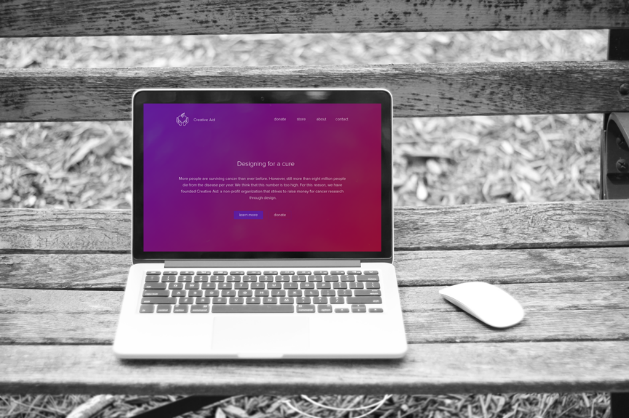 Creative Aid
donate store about contact
Designing for a cure
More people are surviving cancer than ever before. However still more than eight million people
die from the disease per year. We think that this number is too high. For this reason, we have
founded Creative Aid, a non-profit organization that strives to raise money for cancer research
through design.
learn more donate